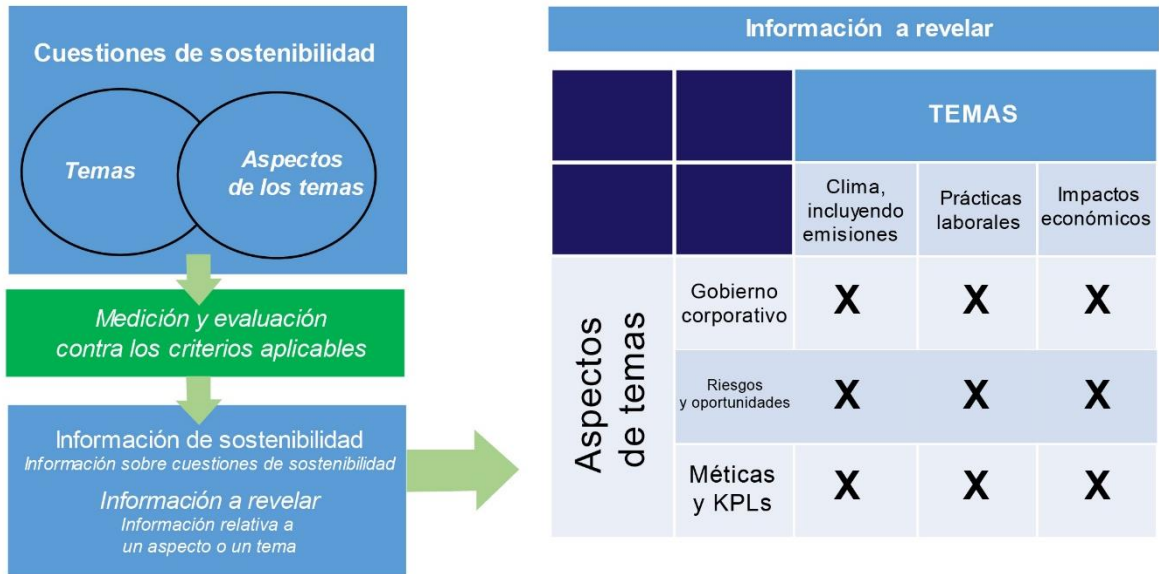 Cuestiones de sostenibilidad
Temas
Aspectos
de los temas
Medición y evaluación
contra los criterios aplicables
Información de sostenibilidad
Información sobre cuestiones de sostenibilidad
Información a revelar
Información relativa a
un aspecto o un tema
Información a revelar
TEMAS
Clima,
incluyendo
emisiones
Prácticas
laborales
Impactos
económicos
Aspectos
de temas
Gobierno
corporativo
X X X
Riesgos
y oportunidades
X X X
Méticas
y KPLs
X X X